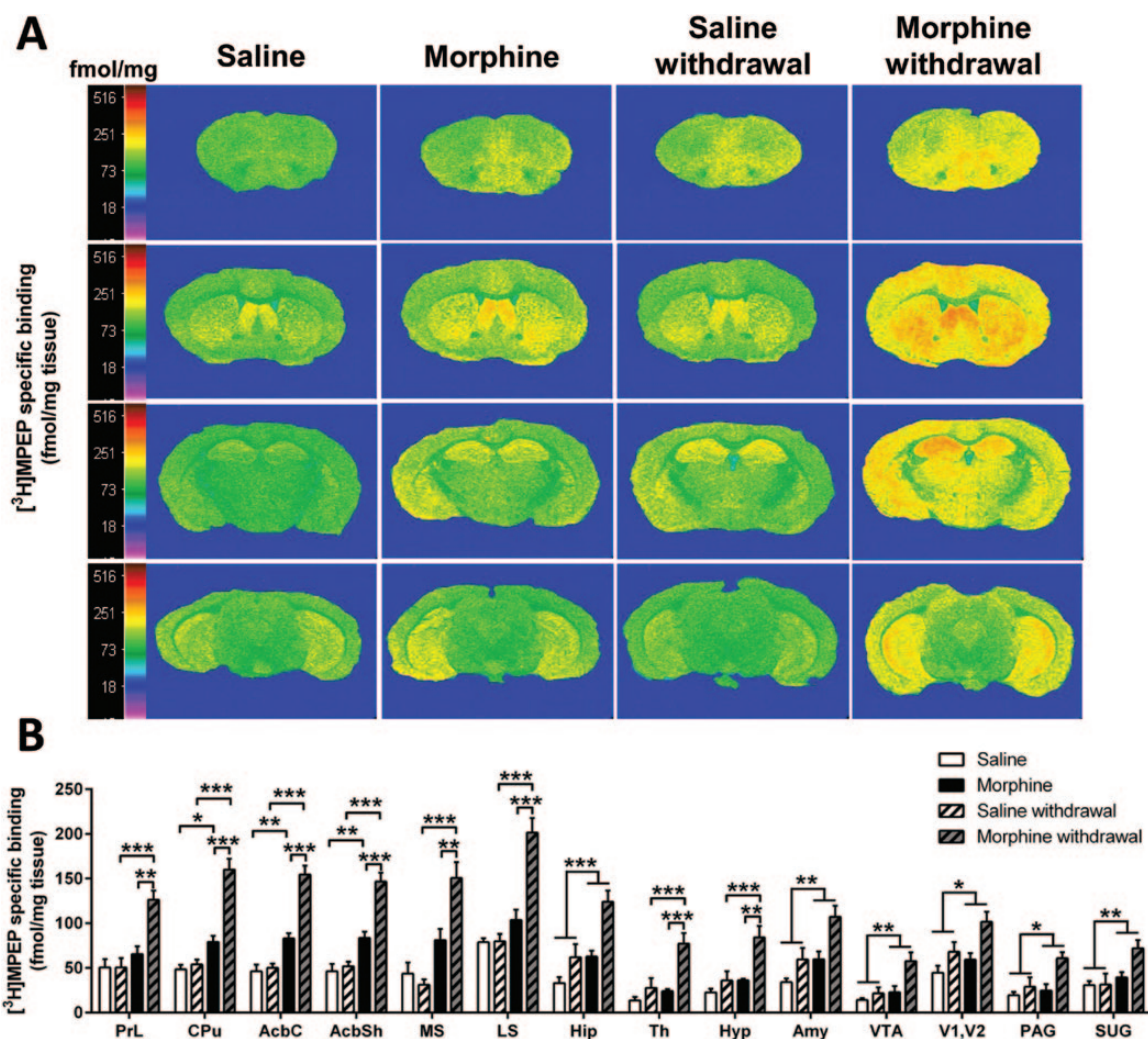 A
fmol/mg
Saline
Morphine
Saline
withdrawal
Morphine
withdrawal
[³H]MPEP specific binding
(fmol/mg tissue)
516
251
73
18
516
251
73
18
516
251
73
18
516
251
73
18
B
[³H]MPEP specific binding
(fmol/mg tissue)
250
200
150
100
50
0
Saline
Morphine
Saline withdrawal
Morphine withdrawal
***
**
***
*
***
***
**
***
***
**
***
***
**
***
***
***
***
***
***
**
**
**
*
*
**
PrL CPu AcbC AcbSh MS LS Hip Th Hyp Amy VTA V1,V2 PAG SUG